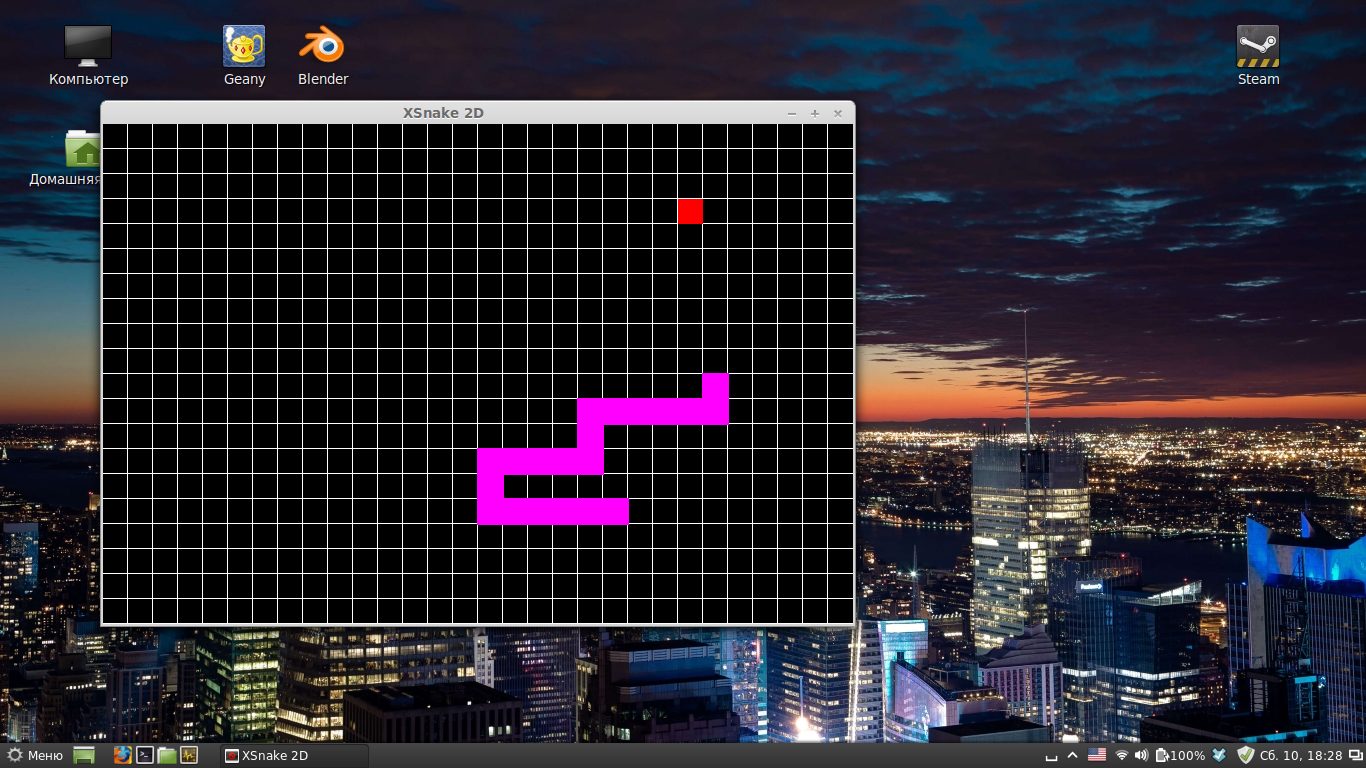 Компьютер
Geany
Blender
Steam
XSnake 2D
Домашняя
Меню
XSnake 2D
100%
Сб. 10, 18:28